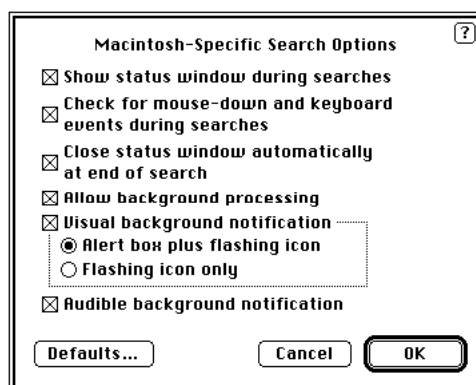 ?
Macintosh-Specific Search Options
Show status window during searches
Check for mouse-down and keyboard
events during searches
Close status window automatically
at end of search
Allow background processing
Visual background notification
Alert box plus flashing icon
Flashing icon only
Audible background notification
Defaults... Cancel OK